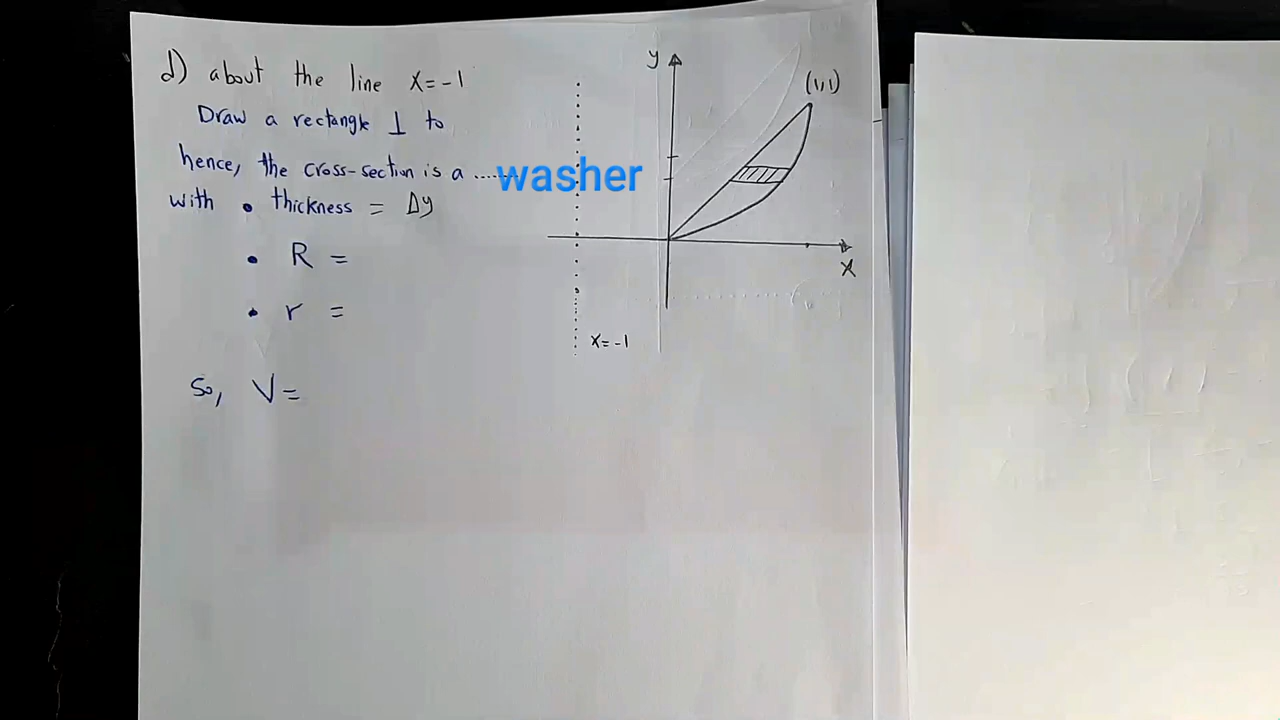 d) about the line x=-1
Draw a rectangle ⊥ to
hence, the cross-section is a ...... washer
with • thickness = Δy
• R =
• r =
So, V=
y
(1,1)
x
x=-1